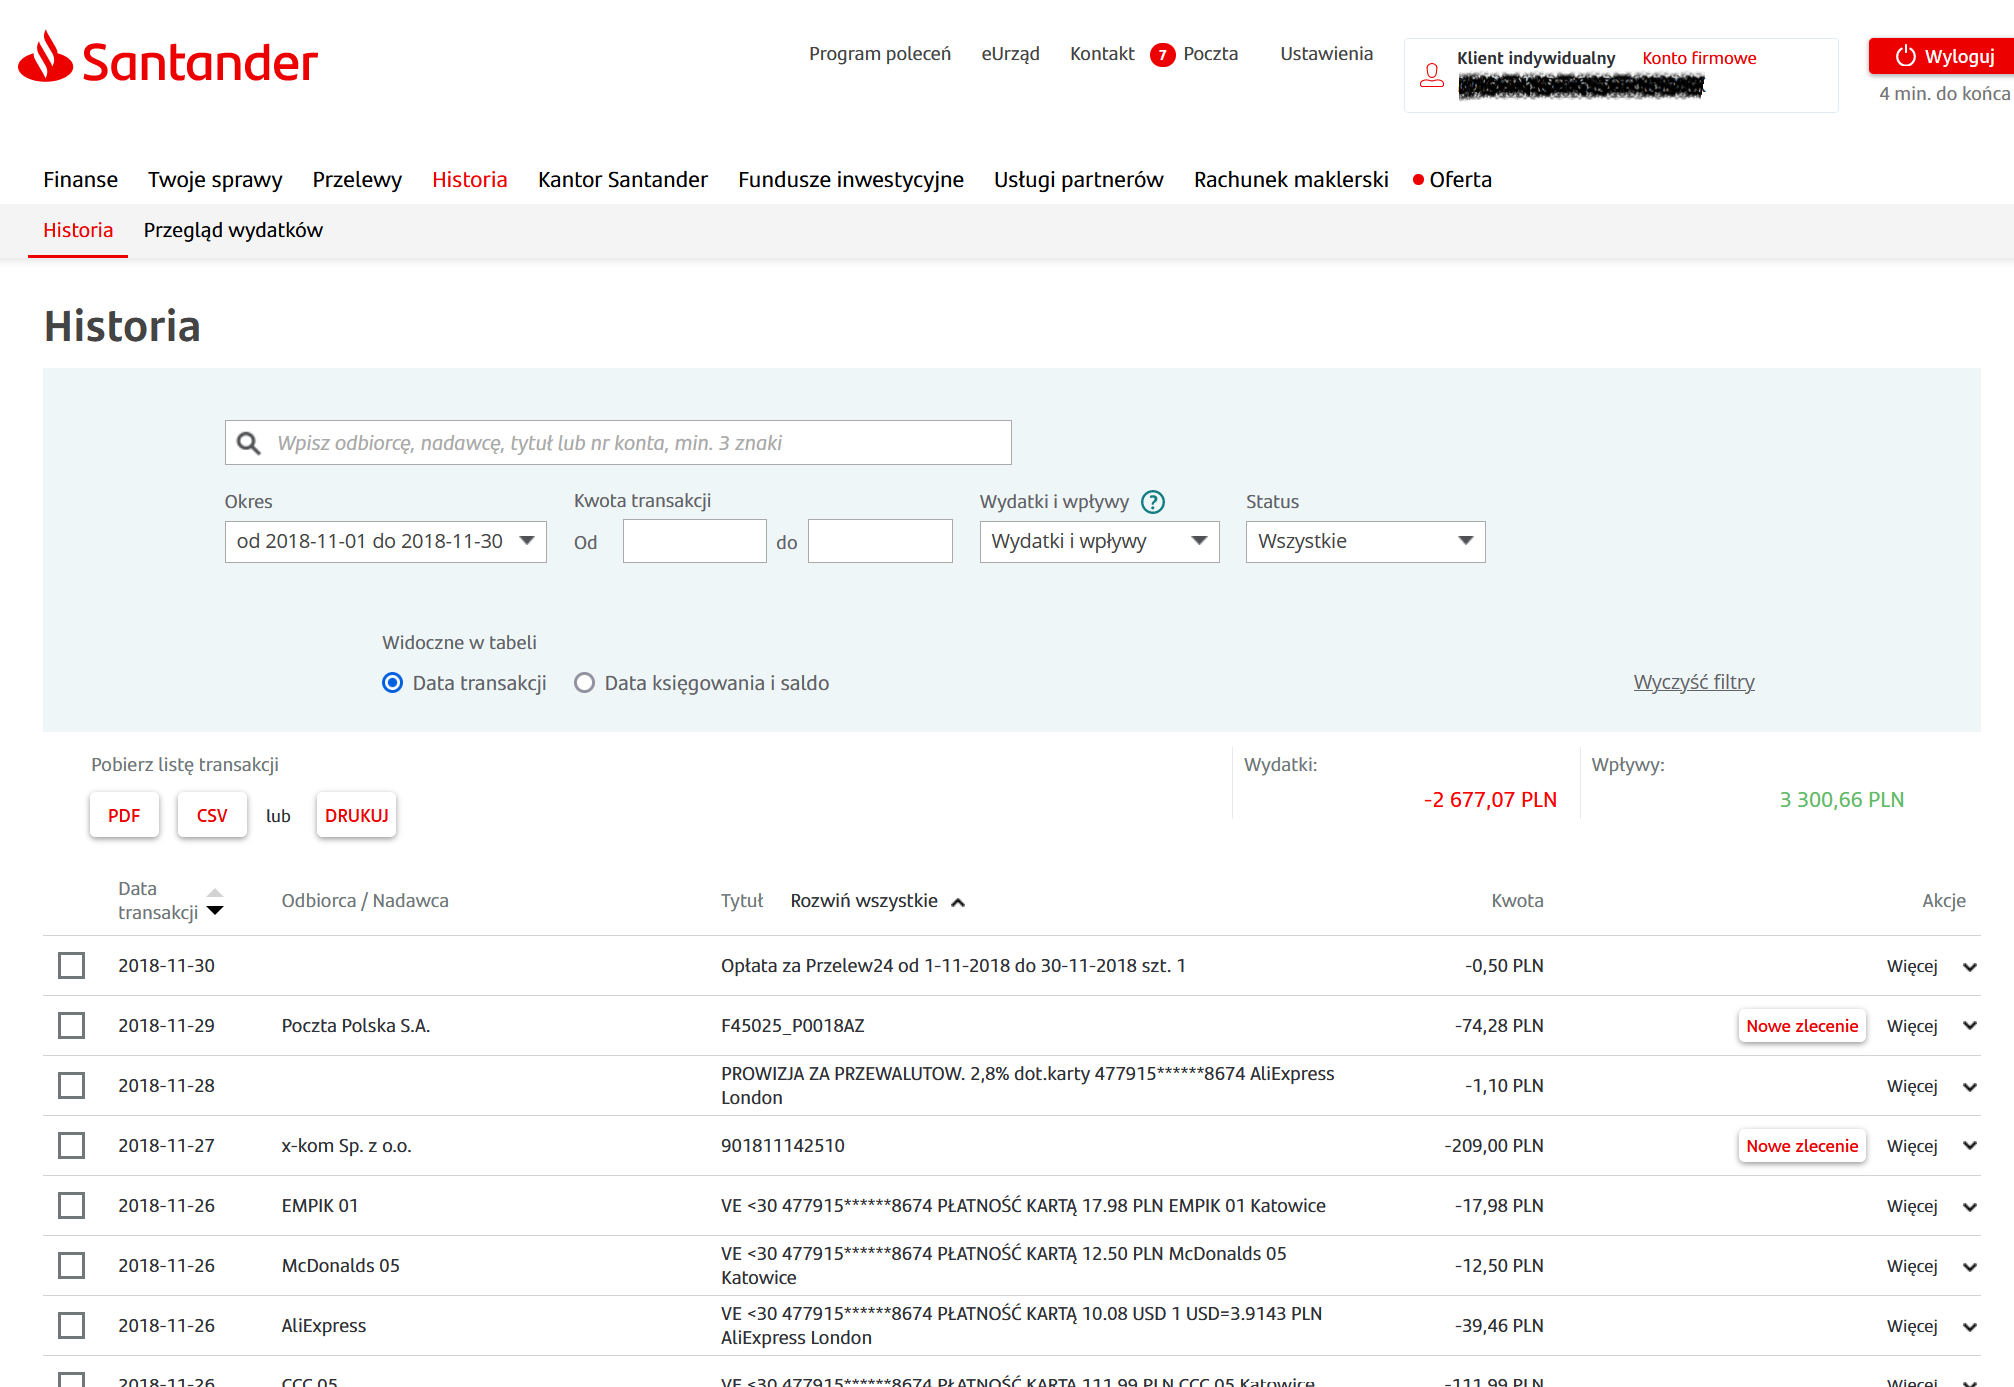 Santander
Program poleceń eUrząd Kontakt 7 Poczta Ustawienia
Klient indywidualny Konto firmowe
Wyloguj
4 min. do końca
Finanse Twoje sprawy Przelewy Historia Kantor Santander Fundusze inwestycyjne Usługi partnerów Rachunek maklerski Oferta
Historia Przegląd wydatków
Historia
Wpisz odbiorcę, nadawcę, tytuł lub nr konta, min. 3 znaki
Okres Kwota transakcji Wydatki i wpływy ? Status
od 2018-11-01 do 2018-11-30 Od do Wydatki i wpływy Wszystkie
Widoczne w tabeli
Data transakcji Data księgowania i saldo Wyczyść filtry
Pobierz listę transakcji Wydatki: Wpływy:
-2 677,07 PLN 3 300,66 PLN
PDF CSV lub DRUKUJ
Data transakcji Odbiorca / Nadawca Tytuł Rozwiń wszystkie Kwota Akcje
2018-11-30 Opłata za Przelew24 od 1-11-2018 do 30-11-2018 szt. 1 -0,50 PLN Więcej
2018-11-29 Poczta Polska S.A. F45025_P0018AZ -74,28 PLN Nowe zlecenie Więcej
2018-11-28 PROWIZJA ZA PRZEWALUTOW. 2,8% dot.karty 477915******8674 AliExpress
London -1,10 PLN Więcej
2018-11-27 x-kom Sp. z o.o. 901811142510 -209,00 PLN Nowe zlecenie Więcej
2018-11-26 EMPIK 01 VE <30 477915******8674 PŁATNOŚĆ KARTĄ 17.98 PLN EMPIK 01 Katowice -17,98 PLN Więcej
2018-11-26 McDonalds 05 VE <30 477915******8674 PŁATNOŚĆ KARTĄ 12.50 PLN McDonalds 05
Katowice -12,50 PLN Więcej
2018-11-26 AliExpress VE <30 477915******8674 PŁATNOŚĆ KARTĄ 10.08 USD 1 USD=3.9143 PLN
AliExpress London -39,46 PLN Więcej
2018-11-26 CCC 05 VE <30 477915******8674 PŁATNOŚĆ KARTĄ 111.99 PLN CCC 05 Katowice -111,99 PLN Więcej